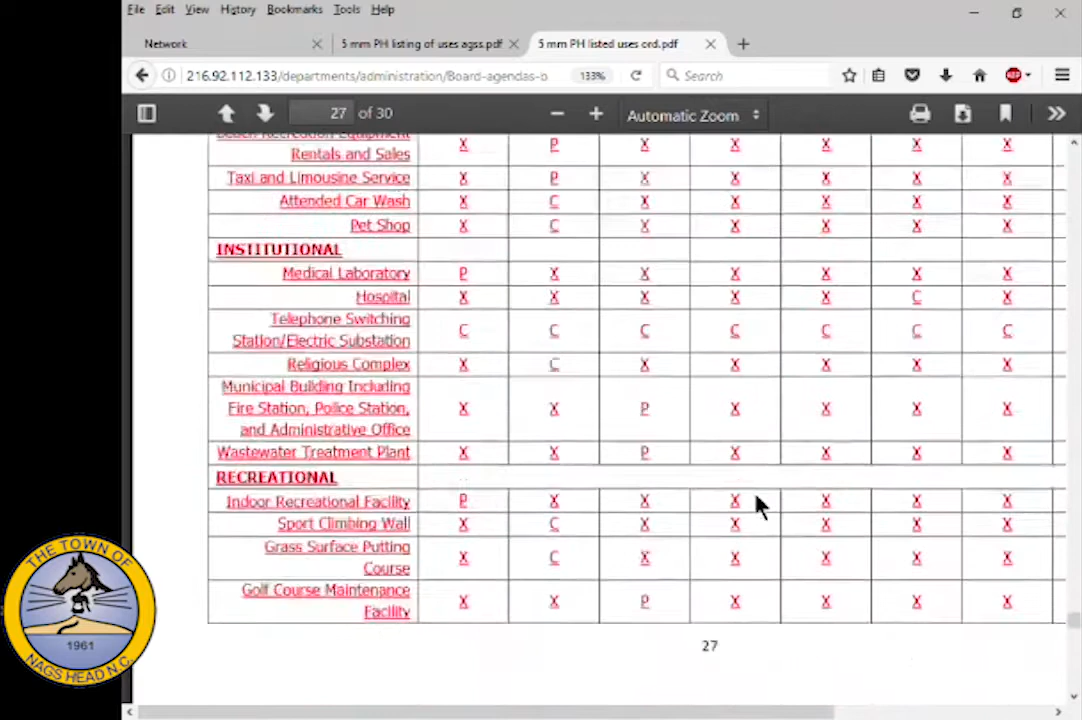 File Edit View History Bookmarks Tools Help
Network 5 mm PH listing of uses agss.pdf 5 mm PH listed uses ord.pdf
216.92.112.133/departments/administration/Board-agendas-o 133% Search
27 of 30 Automatic Zoom
Beach Recreation Equipment
Rentals and Sales X P X X X X X
Taxi and Limousine Service X P X X X X X
Attended Car Wash X C X X X X X
Pet Shop X C X X X X X
INSTITUTIONAL
Medical Laboratory P X X X X X X
Hospital X X X X X C X
Telephone Switching
Station/Electric Substation C C C C C C C
Religious Complex X C X X X X X
Municipal Building Including
Fire Station, Police Station, X X P X X X X
and Administrative Office
Wastewater Treatment Plant X X P X X X X
RECREATIONAL
Indoor Recreational Facility P X X X X X X
Sport Climbing Wall X C X X X X X
Grass Surface Putting
Course X C X X X X X
Golf Course Maintenance
Facility X X P X X X X
27
THE TOWN OF
1961
NAGS HEAD N.C.